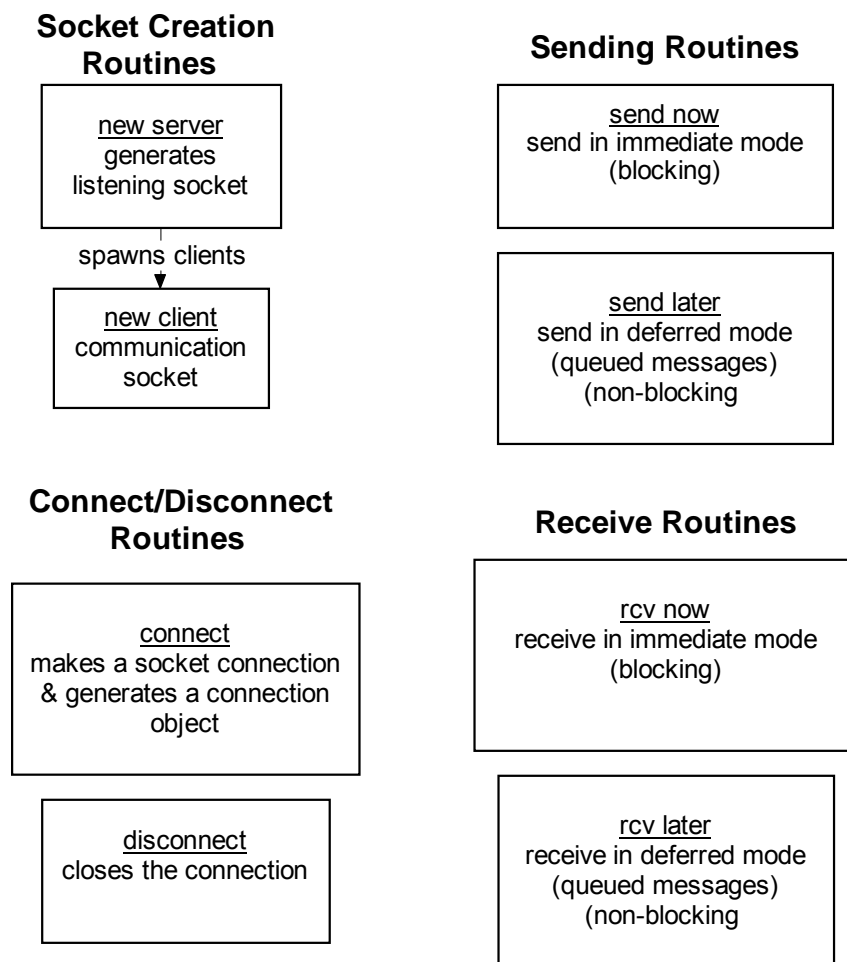 Socket Creation
Routines
new server
generates
listening socket
spawns clients
new client
communication
socket
Sending Routines
send now
send in immediate mode
(blocking)
send later
send in deferred mode
(queued messages)
(non-blocking
Connect/Disconnect
Routines
connect
makes a socket connection
& generates a connection
object
disconnect
closes the connection
Receive Routines
rcv now
receive in immediate mode
(blocking)
rcv later
receive in deferred mode
(queued messages)
(non-blocking